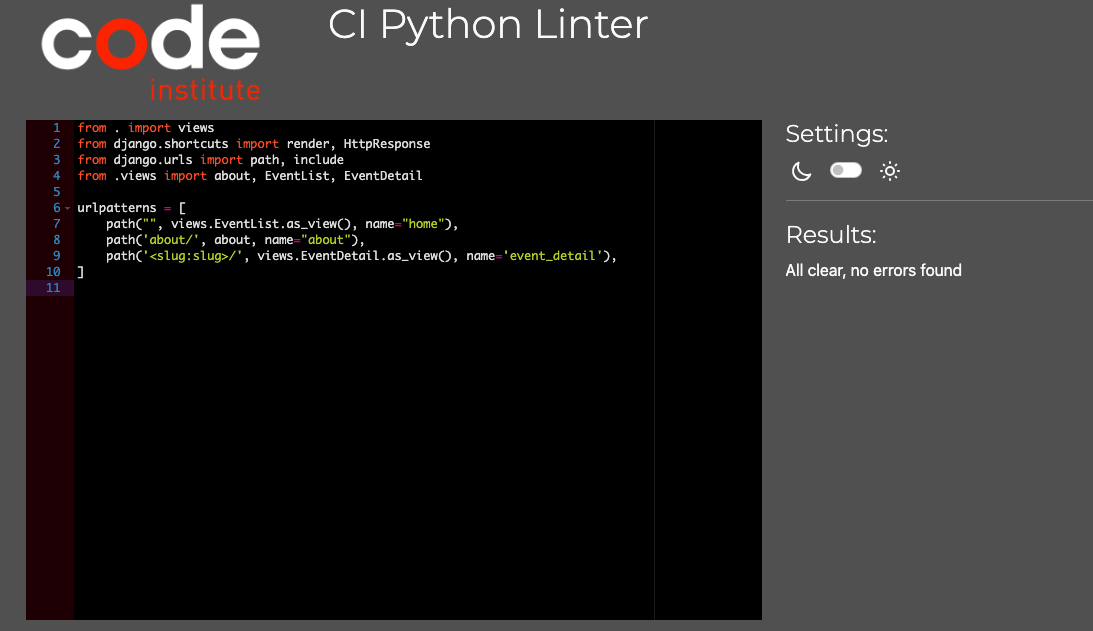 code
institute
CI Python Linter
1 from . import views
2 from django.shortcuts import render, HttpResponse
3 from django.urls import path, include
4 from .views import about, EventList, EventDetail
5
6 urlpatterns = [
7     path("", views.EventList.as_view(), name="home"),
8     path('about/', about, name="about"),
9     path('<slug:slug>/', views.EventDetail.as_view(), name='event_detail'),
10 ]
11
Settings:
Results:
All clear, no errors found